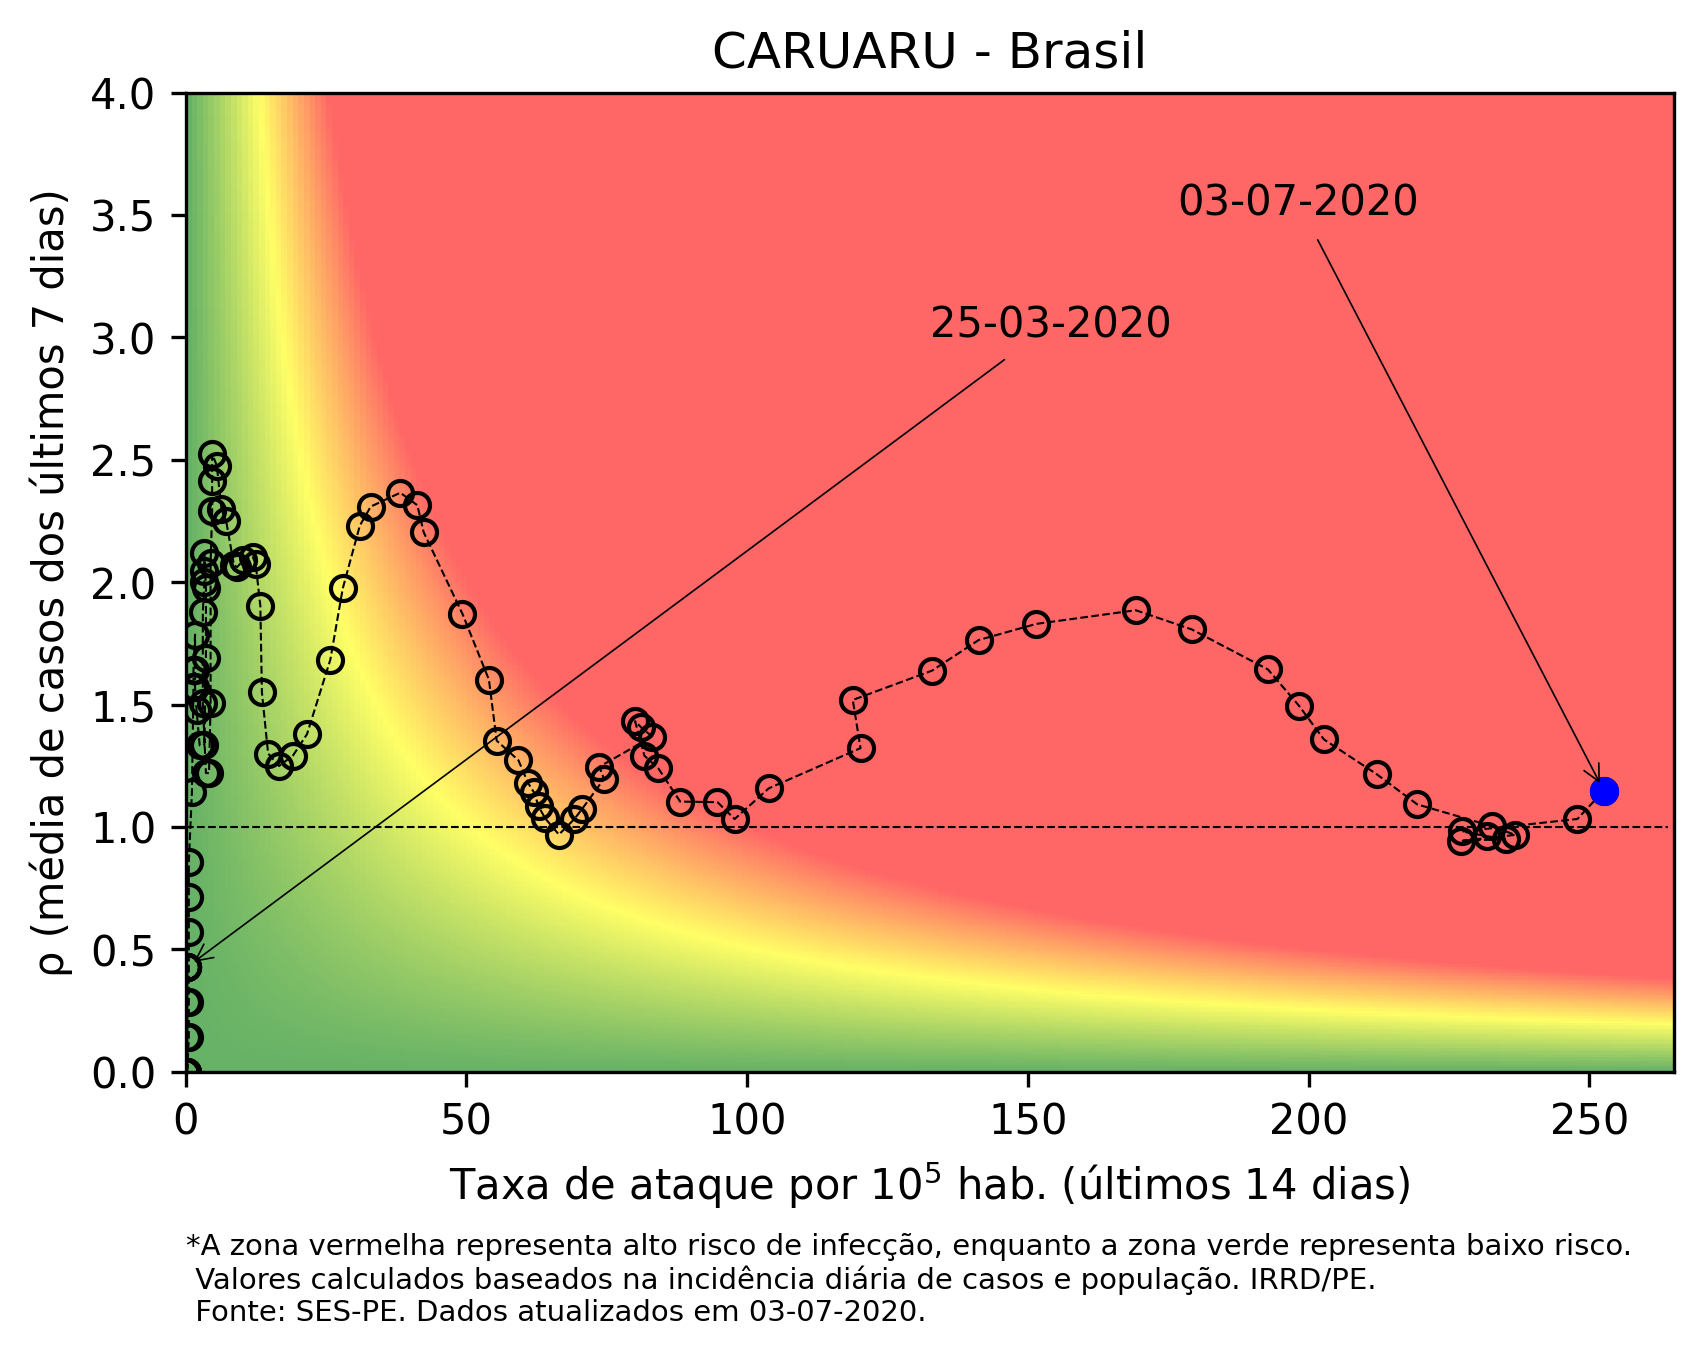 CARUARU - Brasil
4.0
3.5
3.0
2.5
2.0
1.5
1.0
0.5
0.0
ρ (média de casos dos últimos 7 dias)
03-07-2020
25-03-2020
0 50 100 150 200 250
Taxa de ataque por 10⁵ hab. (últimos 14 dias)
*A zona vermelha representa alto risco de infecção, enquanto a zona verde representa baixo risco.
Valores calculados baseados na incidência diária de casos e população. IRRD/PE.
Fonte: SES-PE. Dados atualizados em 03-07-2020.